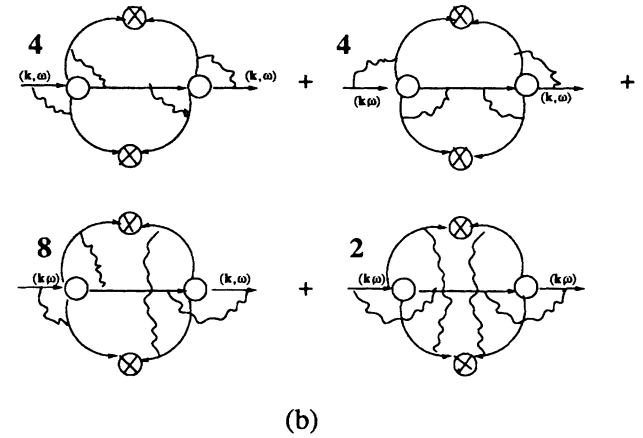 4 (k, ω) (k, ω) + 4 (kω) (k, ω) +
8 (kω) (k, ω) + 2 (kω) (kω)
(b)